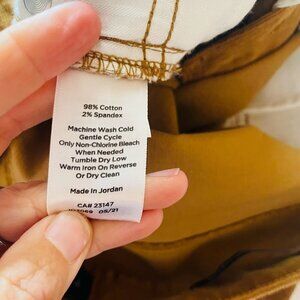 98% Cotton
2% Spandex
Machine Wash Cold
Gentle Cycle
Only Non-Chlorine Bleach
When Needed
Tumble Dry Low
Warm Iron On Reverse
Or Dry Clean
Made In Jordan
CA# 23147
05/21